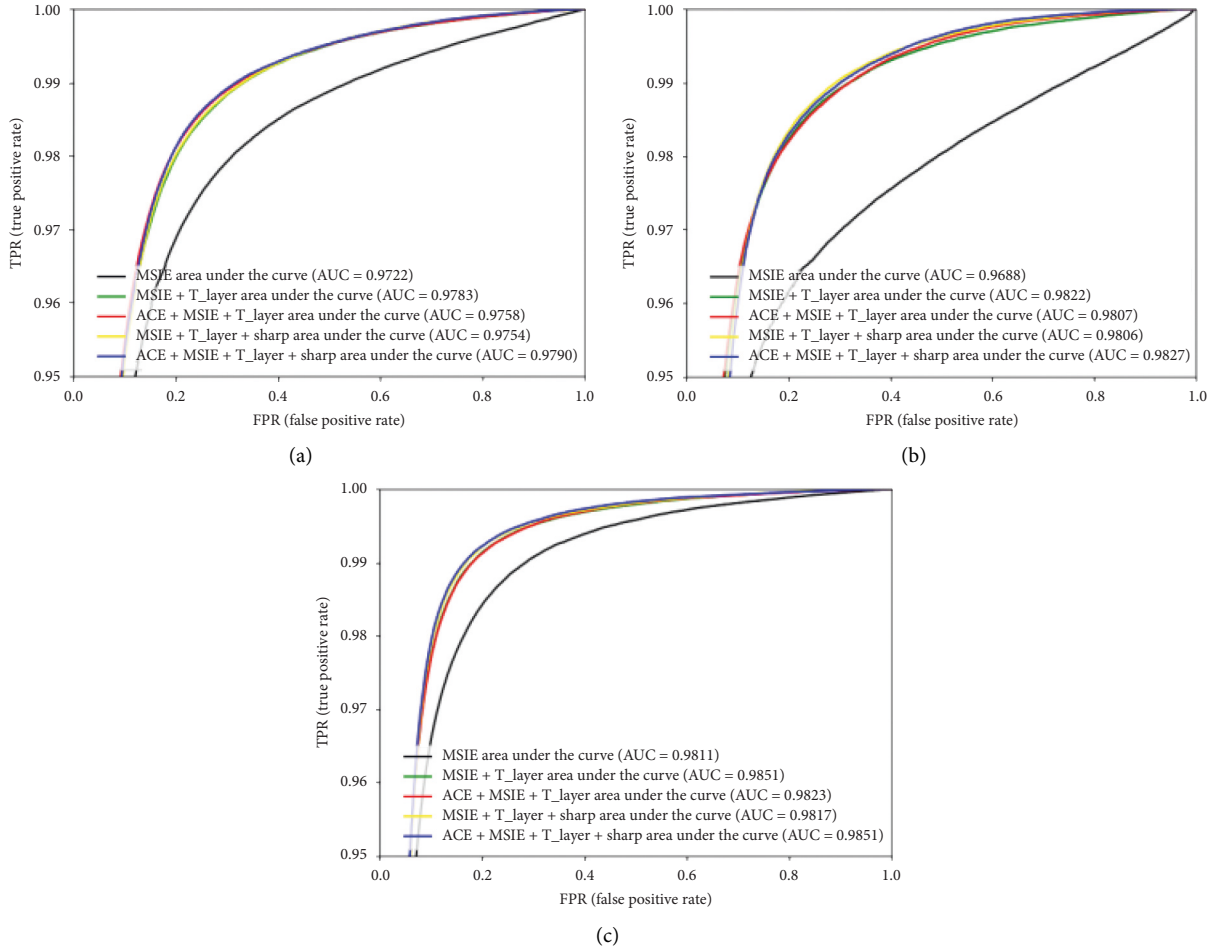 1.00
0.99
0.98
0.97
0.96
0.95
TPR (true positive rate)
MSIE area under the curve (AUC = 0.9722)
MSIE + T_layer area under the curve (AUC = 0.9783)
ACE + MSIE + T_layer area under the curve (AUC = 0.9758)
MSIE + T_layer + sharp area under the curve (AUC = 0.9754)
ACE + MSIE + T_layer + sharp area under the curve (AUC = 0.9790)
0.0 0.2 0.4 0.6 0.8 1.0
FPR (false positive rate)
(a)
1.00
0.99
0.98
0.97
0.96
0.95
TPR (true positive rate)
MSIE area under the curve (AUC = 0.9688)
MSIE + T_layer area under the curve (AUC = 0.9822)
ACE + MSIE + T_layer area under the curve (AUC = 0.9807)
MSIE + T_layer + sharp area under the curve (AUC = 0.9806)
ACE + MSIE + T_layer + sharp area under the curve (AUC = 0.9827)
0.0 0.2 0.4 0.6 0.8 1.0
FPR (false positive rate)
(b)
1.00
0.99
0.98
0.97
0.96
0.95
TPR (true positive rate)
MSIE area under the curve (AUC = 0.9811)
MSIE + T_layer area under the curve (AUC = 0.9851)
ACE + MSIE + T_layer area under the curve (AUC = 0.9823)
MSIE + T_layer + sharp area under the curve (AUC = 0.9817)
ACE + MSIE + T_layer + sharp area under the curve (AUC = 0.9851)
0.0 0.2 0.4 0.6 0.8 1.0
FPR (false positive rate)
(c)